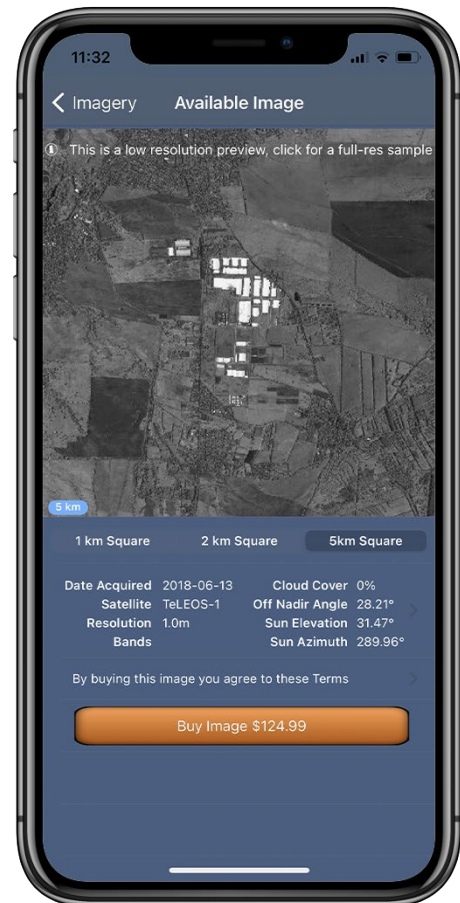 11:32
Imagery
Available Image
This is a low resolution preview, click for a full-res sample
5 km
1 km Square 2 km Square 5km Square
Date Acquired 2018-06-13 Cloud Cover 0%
Satellite TeLEOS-1 Off Nadir Angle 28.21°
Resolution 1.0m Sun Elevation 31.47°
Bands Sun Azimuth 289.96°
By buying this image you agree to these Terms
Buy Image $124.99